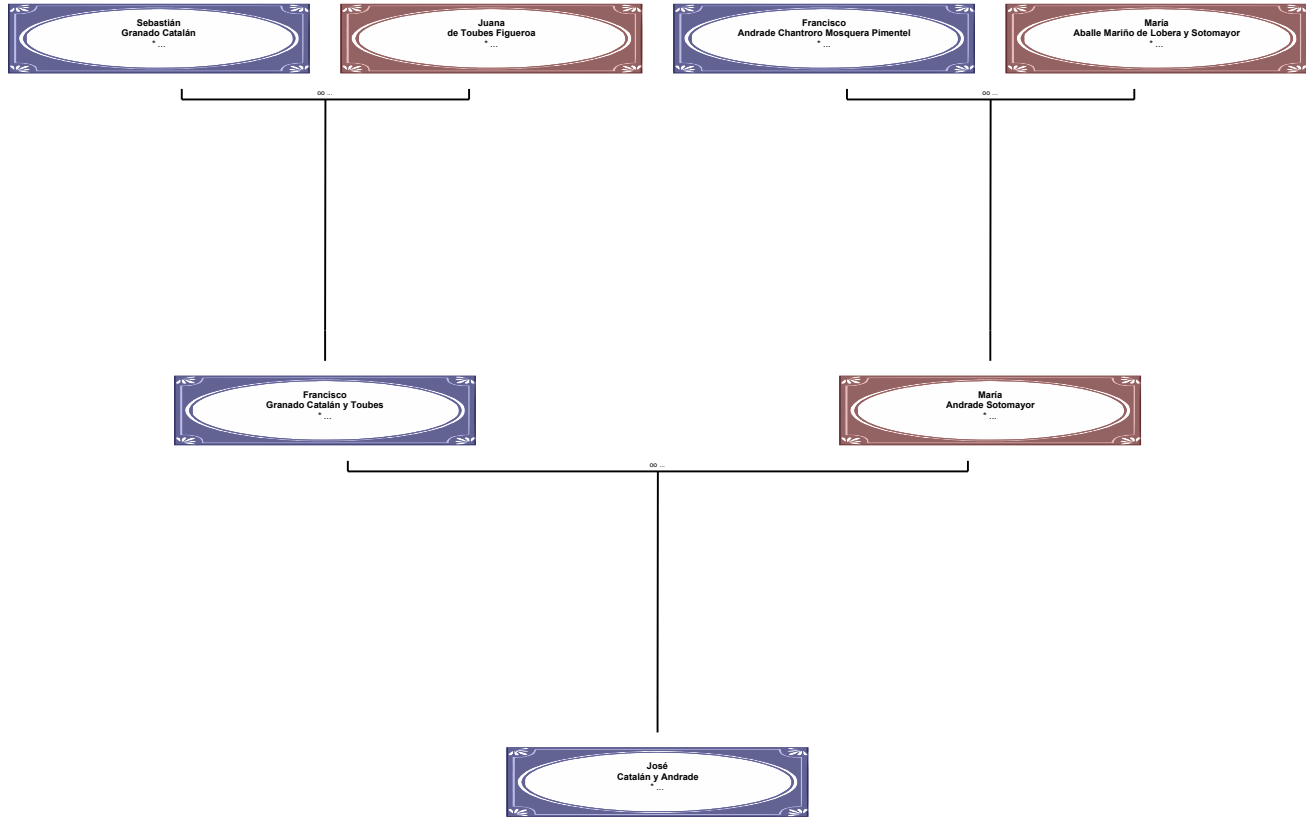 Sebastián
Granado Catalán
* ...
Juana
de Toubes Figueroa
* ...
Francisco
Andrade Chantroro Mosquera Pimentel
* ...
María
Aballe Mariño de Lobera y Sotomayor
* ...
oo ...
oo ...
Francisco
Granado Catalán y Toubes
* ...
María
Andrade Sotomayor
* ...
oo ...
José
Catalán y Andrade
* ...